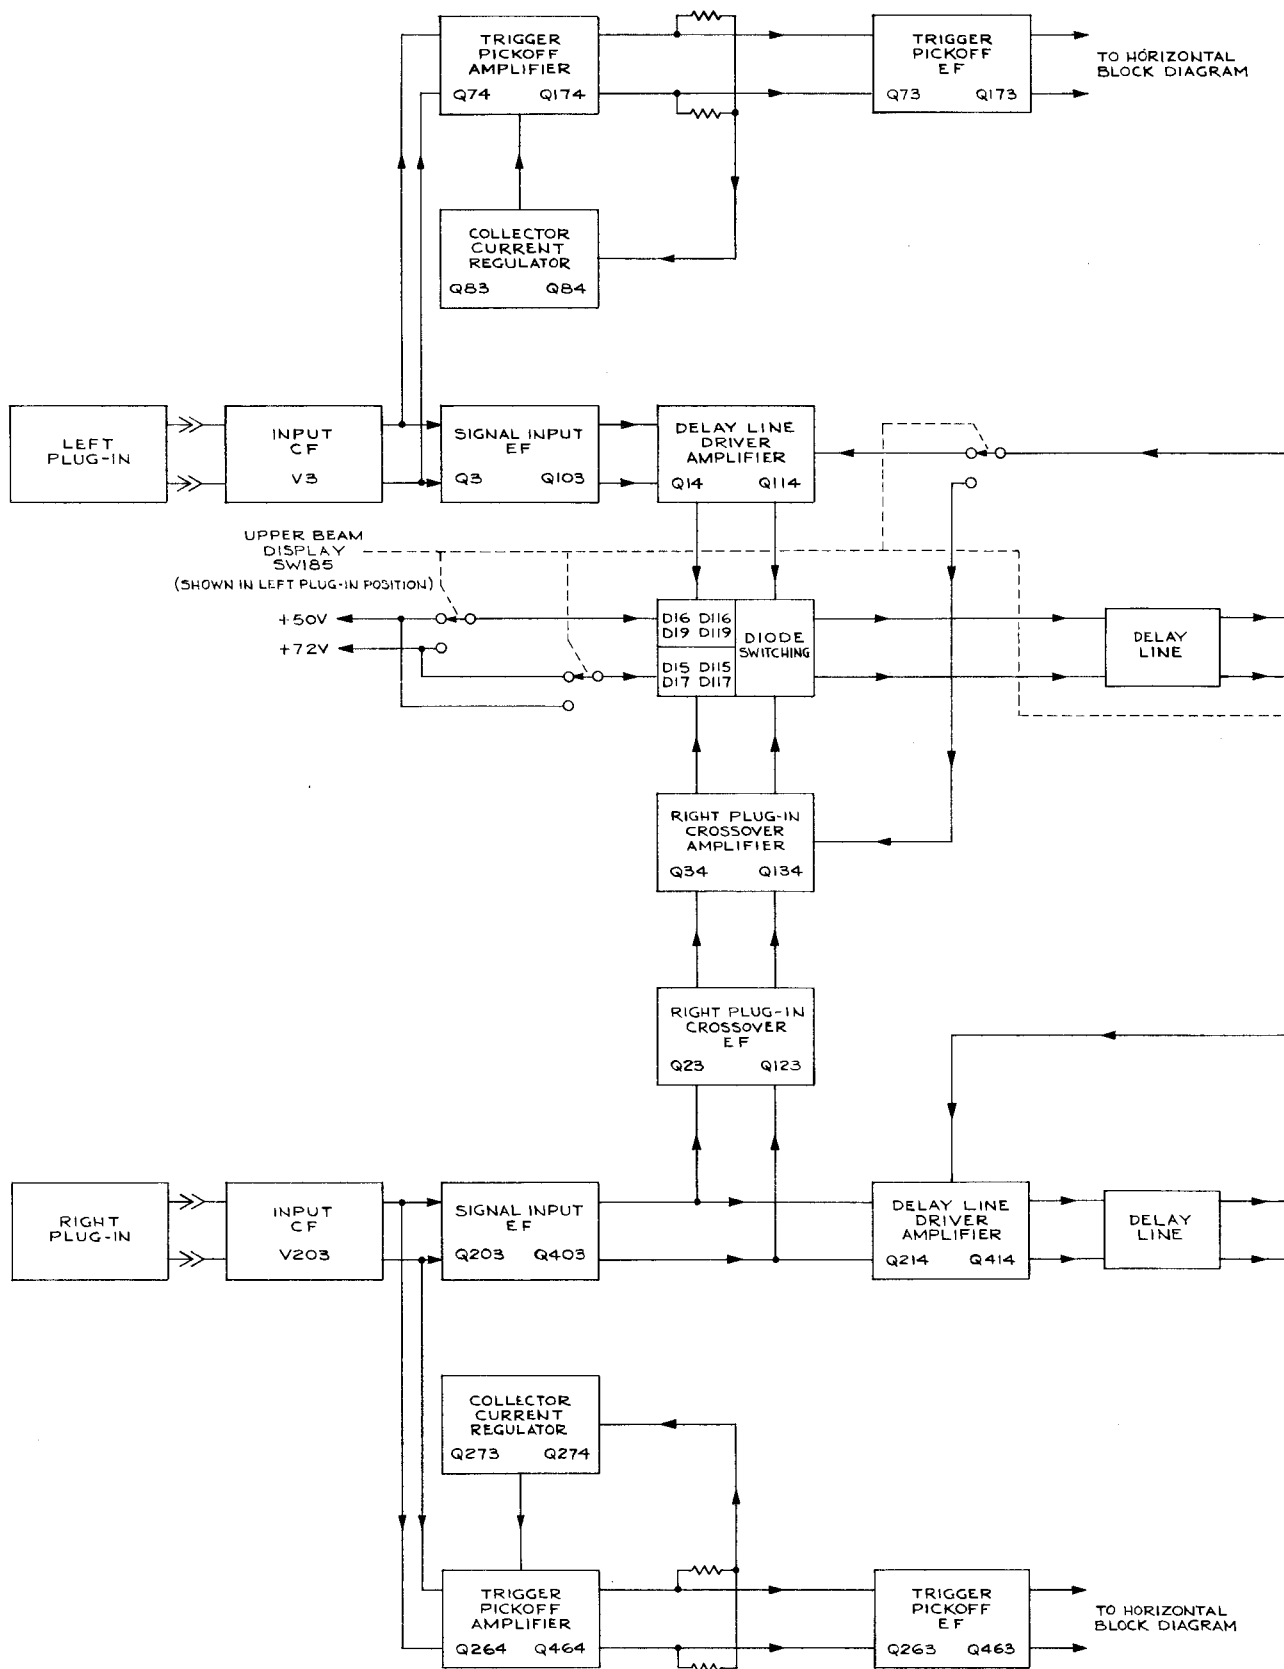 TRIGGER
PICKOFF
AMPLIFIER
Q74 Q174
TRIGGER
PICKOFF
EF
Q73 Q173
TO HORIZONTAL
BLOCK DIAGRAM
COLLECTOR
CURRENT
REGULATOR
Q83 Q84
LEFT
PLUG-IN
INPUT
CF
V3
SIGNAL INPUT
EF
Q3 Q103
DELAY LINE
DRIVER
AMPLIFIER
Q14 Q114
UPPER BEAM
DISPLAY
SW185
(SHOWN IN LEFT PLUG-IN POSITION)
+50V
+72V
D16 D116
D19 D119
D15 D115
D17 D117
DIODE
SWITCHING
DELAY
LINE
RIGHT PLUG-IN
CROSSOVER
AMPLIFIER
Q34 Q134
RIGHT PLUG-IN
CROSSOVER
EF
Q23 Q123
RIGHT
PLUG-IN
INPUT
CF
V203
SIGNAL INPUT
EF
Q203 Q403
DELAY LINE
DRIVER
AMPLIFIER
Q214 Q414
DELAY
LINE
COLLECTOR
CURRENT
REGULATOR
Q273 Q274
TRIGGER
PICKOFF
AMPLIFIER
Q264 Q464
TRIGGER
PICKOFF
EF
Q263 Q463
TO HORIZONTAL
BLOCK DIAGRAM